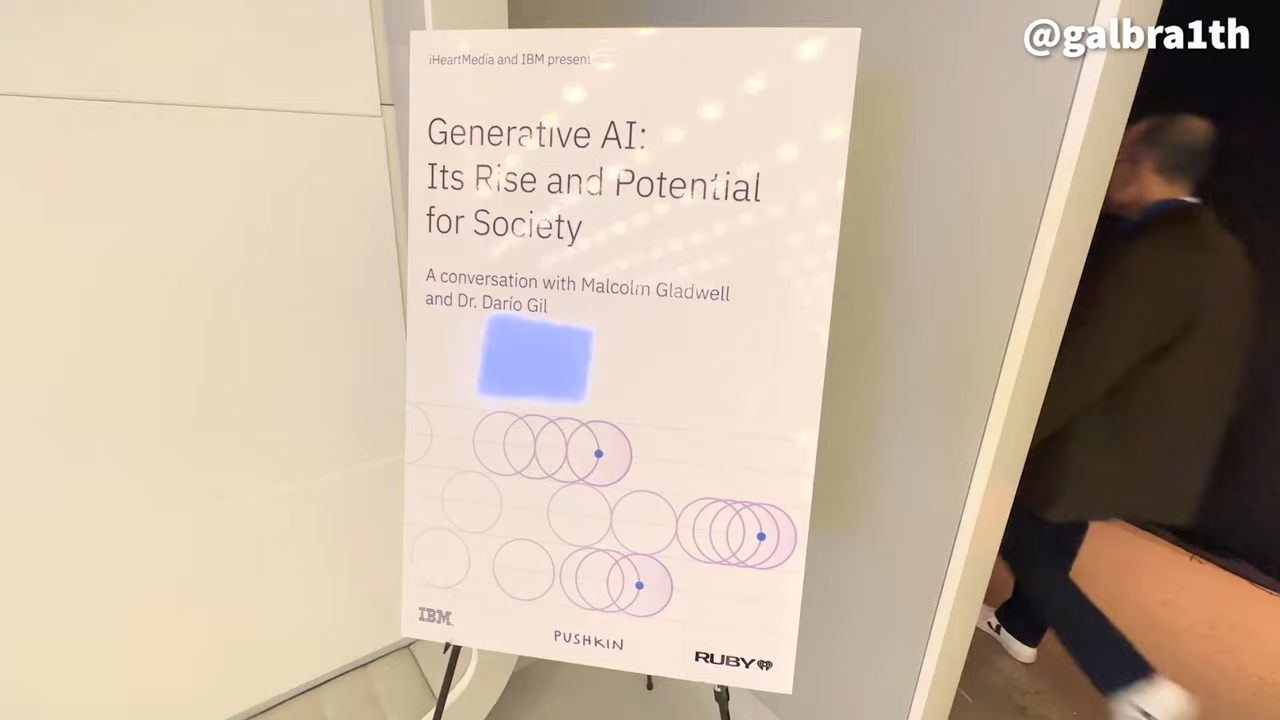 @galbra1th
iHeartMedia and IBM present
Generative AI:
Its Rise and Potential
for Society
A conversation with Malcolm Gladwell
and Dr. Darío Gil
IBM
PUSHKIN
RUBY